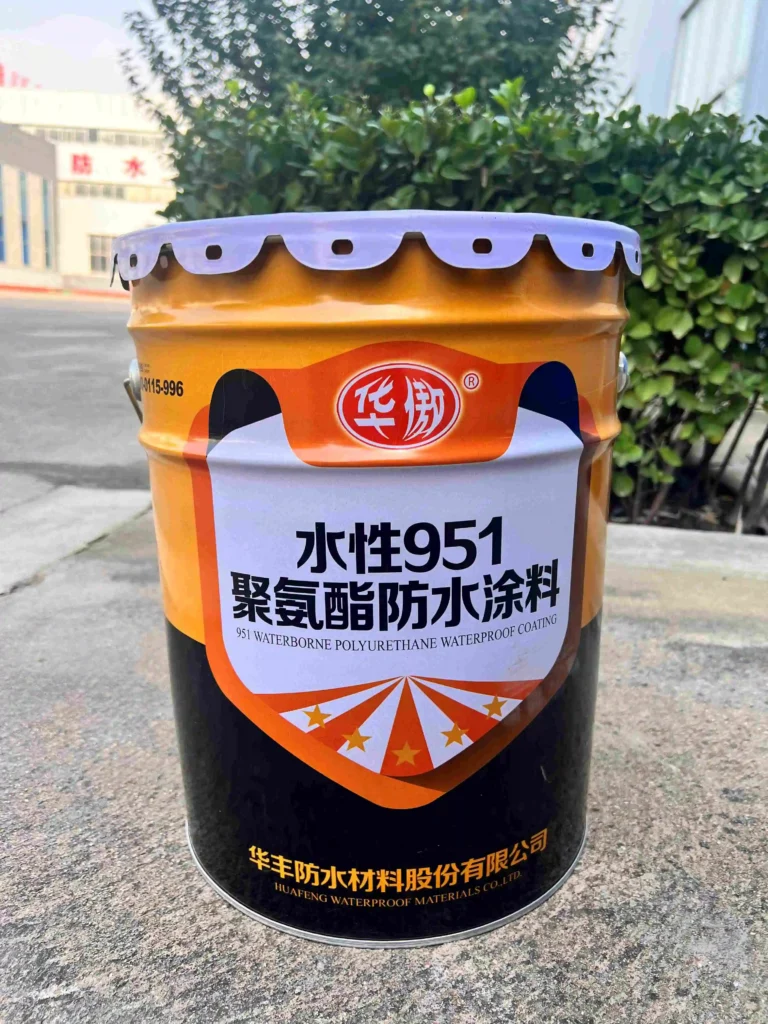 防水
0115-996
华傲®
水性951
聚氨酯防水涂料
951 WATERBORNE POLYURETHANE WATERPROOF COATING
华丰防水材料股份有限公司
HUAFENG WATERPROOF MATERIALS CO.,LTD.